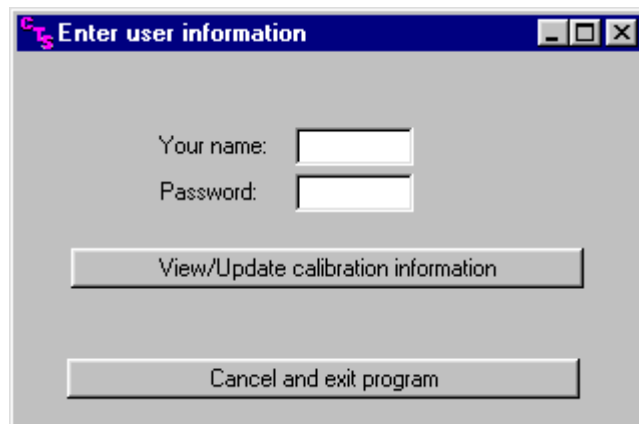 CTS Enter user information
Your name:
Password:
View/Update calibration information
Cancel and exit program